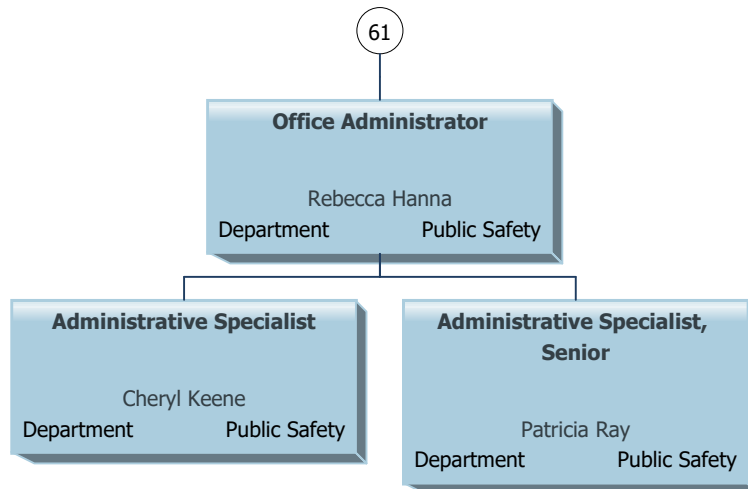 61
Office Administrator
Rebecca Hanna
Department Public Safety
Administrative Specialist
Cheryl Keene
Department Public Safety
Administrative Specialist,
Senior
Patricia Ray
Department Public Safety